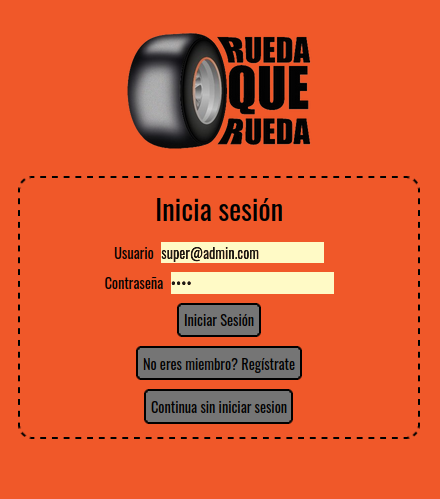 RUEDA
QUE
RUEDA
Inicia sesión
Usuario super@admin.com
Contraseña ••••
Iniciar Sesión
No eres miembro? Regístrate
Continua sin iniciar sesion